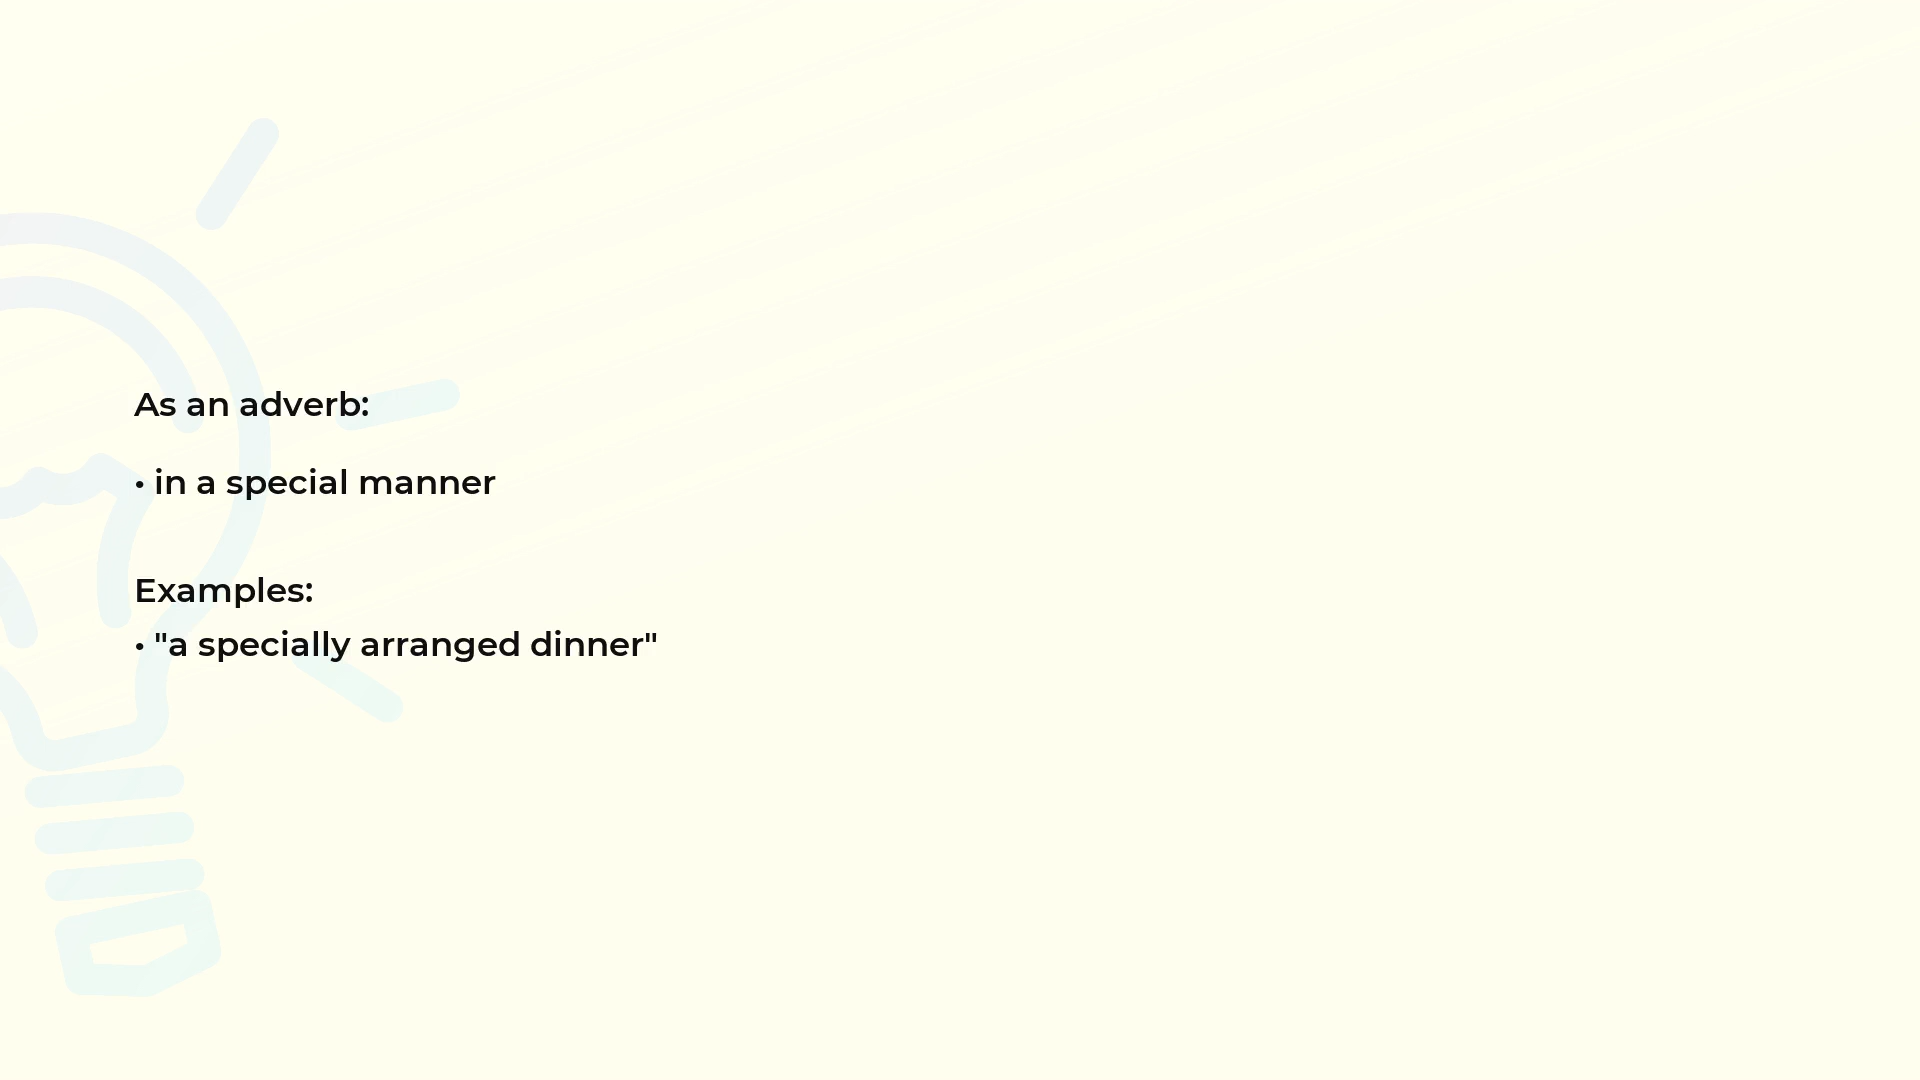 As an adverb:
• in a special manner
Examples:
• "a specially arranged dinner"